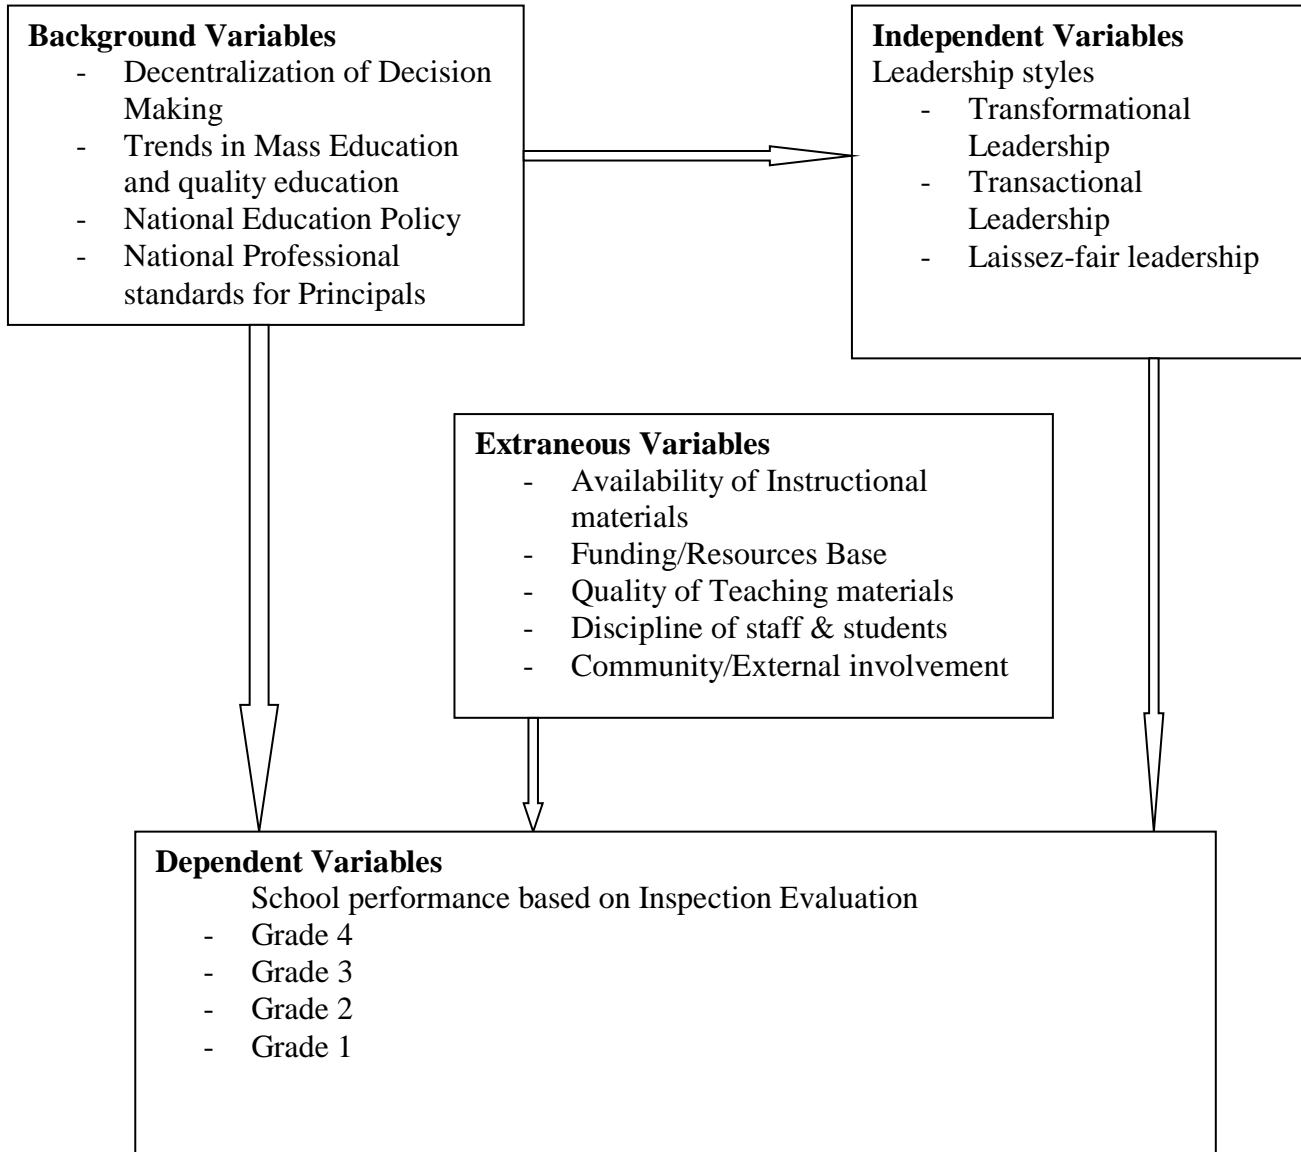 Background Variables
- Decentralization of Decision
Making
- Trends in Mass Education
and quality education
- National Education Policy
- National Professional
standards for Principals
Independent Variables
Leadership styles
- Transformational
Leadership
- Transactional
Leadership
- Laissez-fair leadership
Extraneous Variables
- Availability of Instructional
materials
- Funding/Resources Base
- Quality of Teaching materials
- Discipline of staff & students
- Community/External involvement
Dependent Variables
School performance based on Inspection Evaluation
- Grade 4
- Grade 3
- Grade 2
- Grade 1